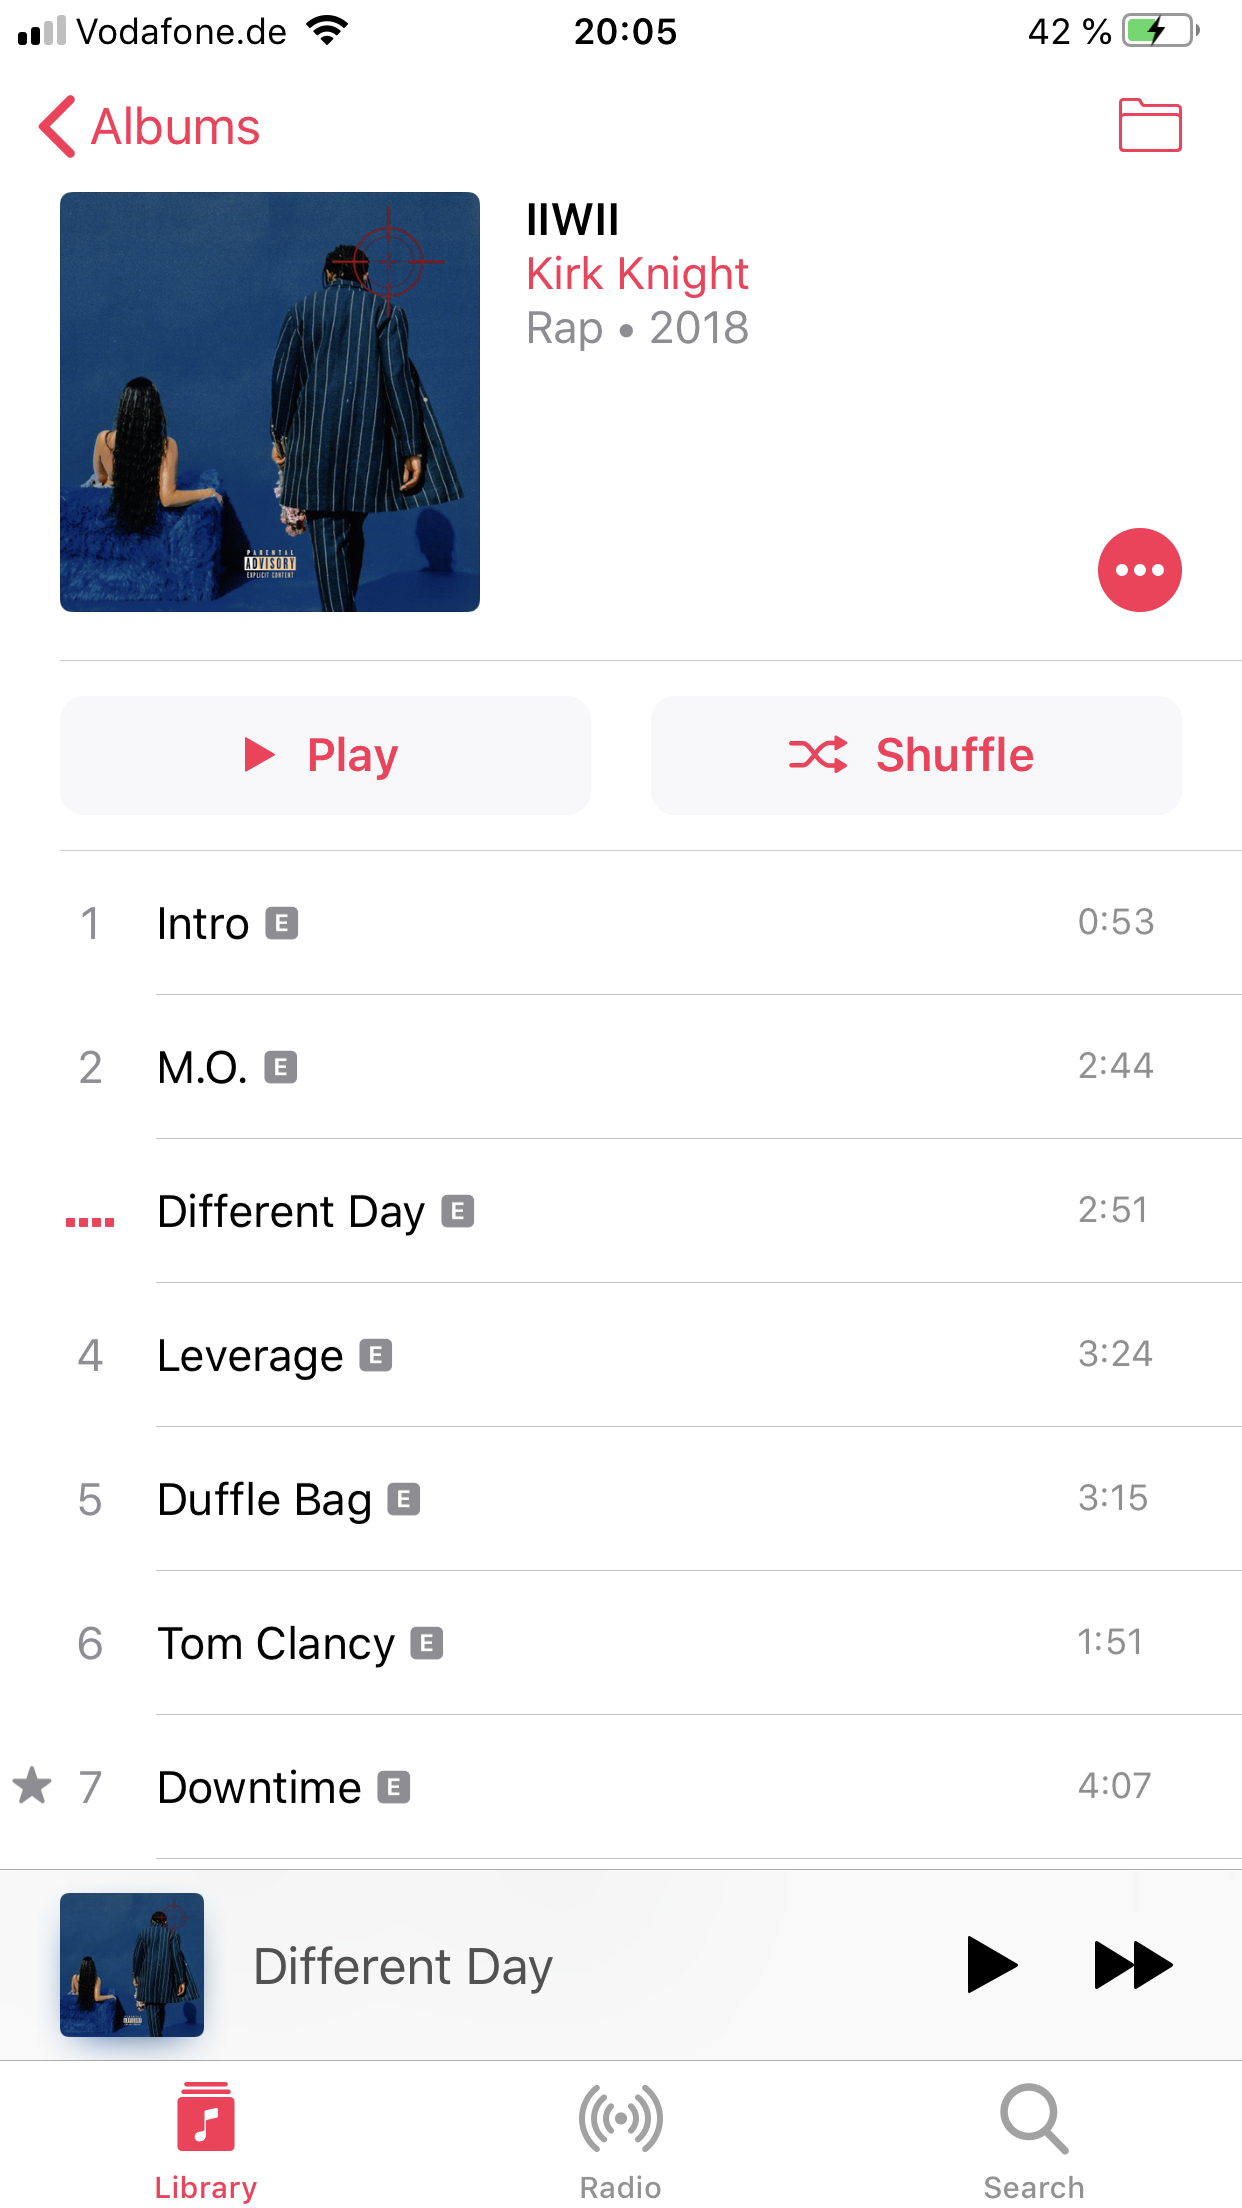 Vodafone.de 20:05 42 %
Albums
IIWII
Kirk Knight
Rap • 2018
PARENTAL
ADVISORY
EXPLICIT CONTENT
Play Shuffle
1 Intro E 0:53
2 M.O. E 2:44
Different Day E 2:51
4 Leverage E 3:24
5 Duffle Bag E 3:15
6 Tom Clancy E 1:51
7 Downtime E 4:07
Different Day
Library Radio Search